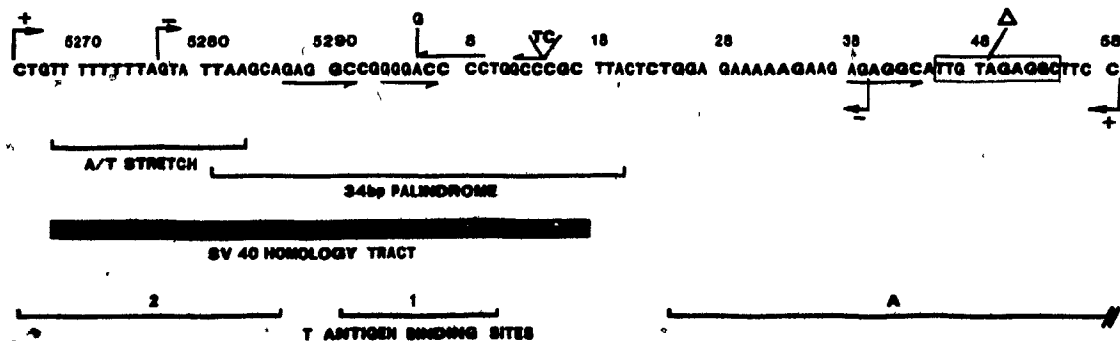 + – G TC Δ
5270 5280 5290 8 18 28 38 48 58
CTGTT TTTTTTTAGTA TTAAGCAGAG GCCGGGGACC CCTGGCCCGC TTACTCTGGA GAAAAAGAAG AGAGGCATTG TAGAGGCTTC C
– +
A/T STRETCH
34bp PALINDROME
SV 40 HOMOLOGY TRACT
2 1 A
T ANTIGEN BINDING SITES